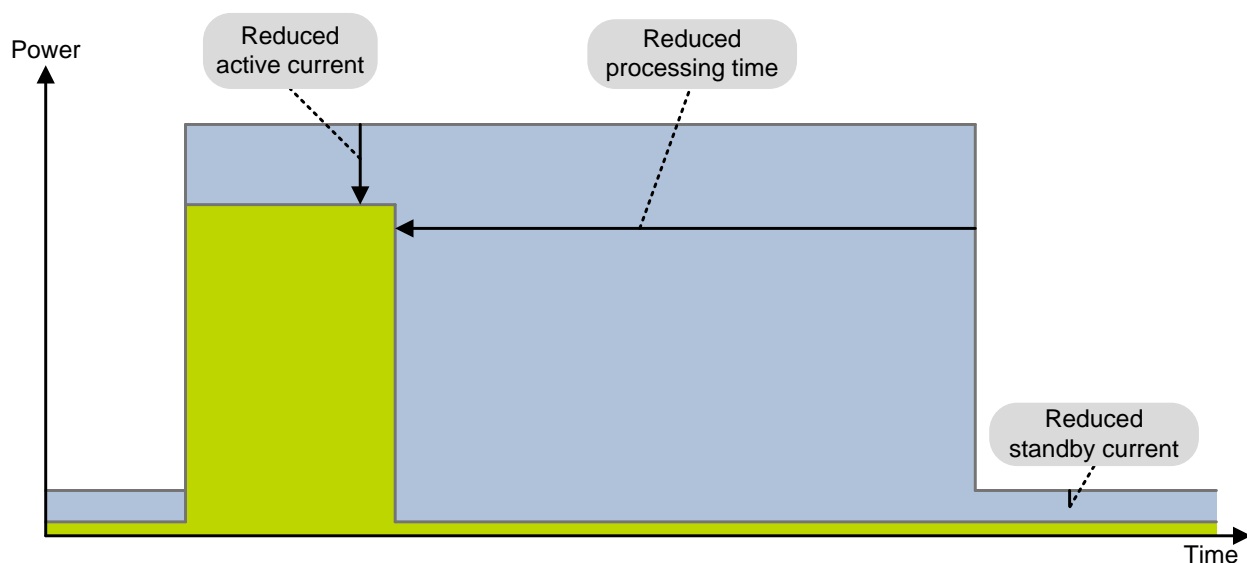 Power
Reduced
active current
Reduced
processing time
Reduced
standby current
Time